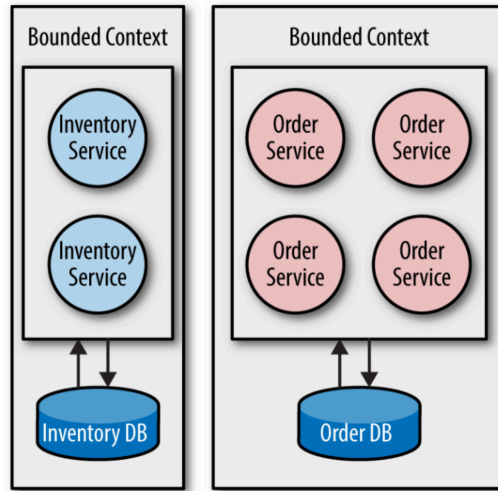 Bounded Context
Inventory
Service
Inventory
Service
Inventory DB
Bounded Context
Order
Service
Order
Service
Order
Service
Order
Service
Order DB